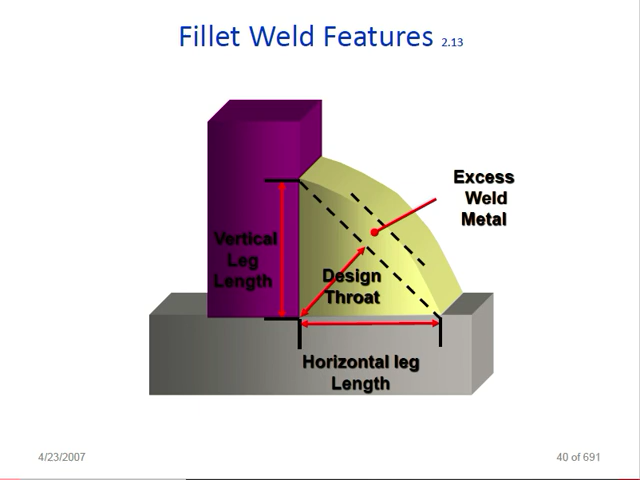 Fillet Weld Features 2.13
Excess
Weld
Metal
Vertical
Leg
Length
Design
Throat
Horizontal leg
Length
4/23/2007
40 of 691